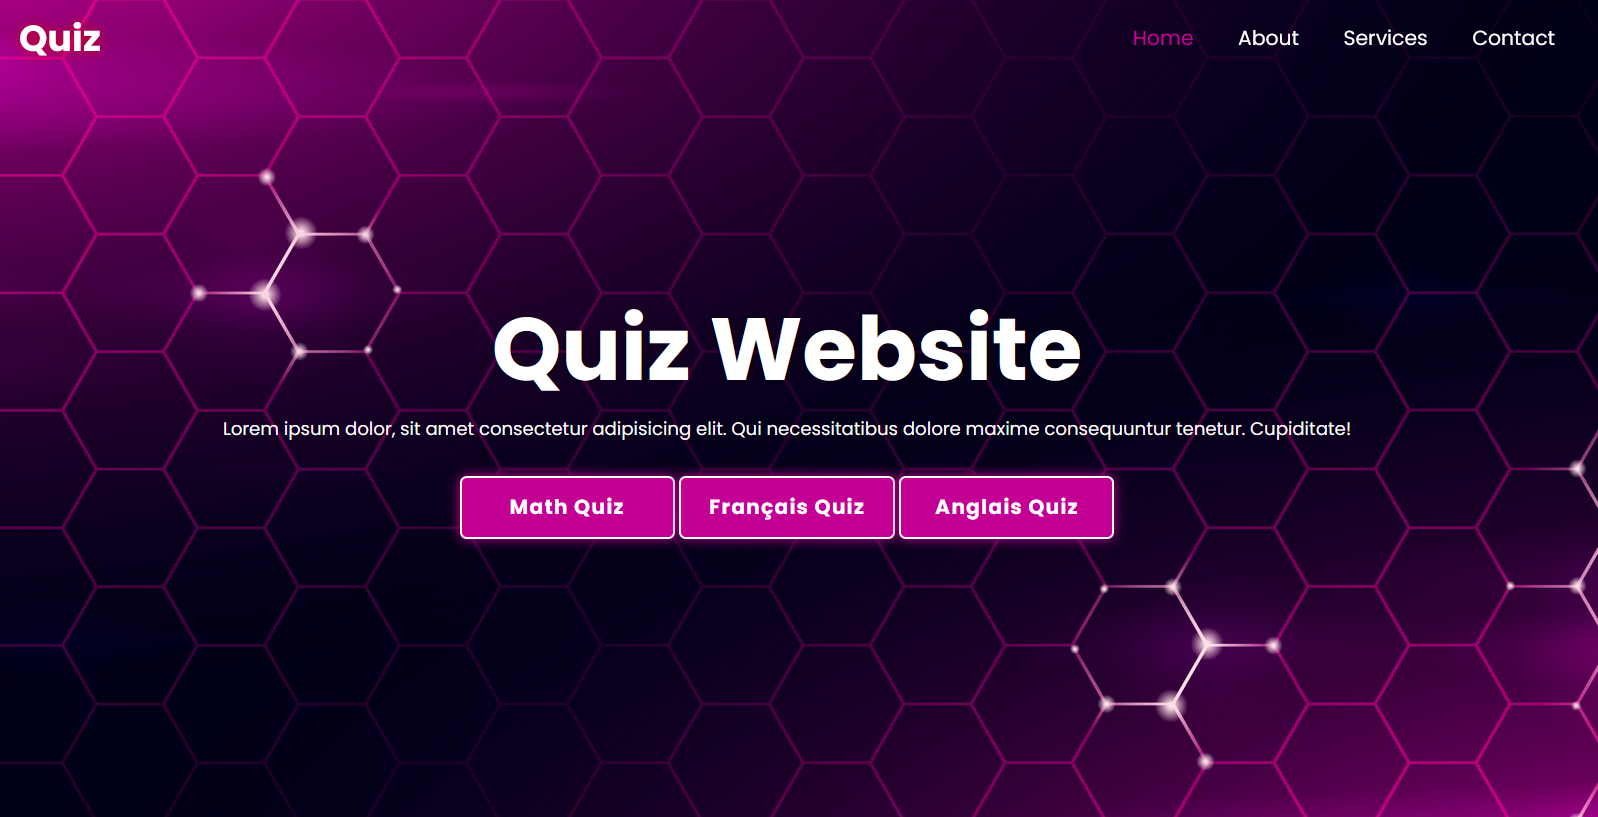 Quiz
Home About Services Contact
Quiz Website
Lorem ipsum dolor, sit amet consectetur adipisicing elit. Qui necessitatibus dolore maxime consequuntur tenetur. Cupiditate!
Math Quiz Français Quiz Anglais Quiz